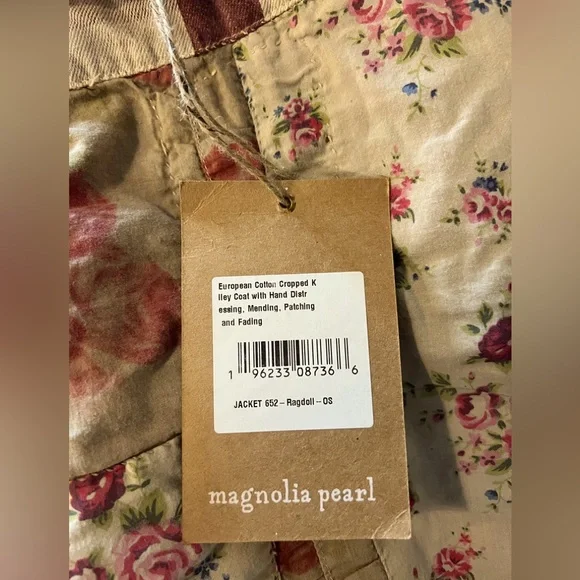 European Cotton Cropped K
lley Coat with Hand Distr
essing, Mending, Patching
and Fading
1 96233 08736 6
JACKET 652 - Ragdoll - OS
magnolia pearl